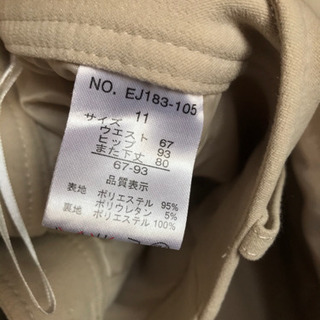 NO. EJ183-105
サイズ 11
ウエスト 67
ヒップ 93
また下丈 80
67-93
品質表示
表地 ポリエステル 95%
ポリウレタン 5%
裏地 ポリエステル 100%